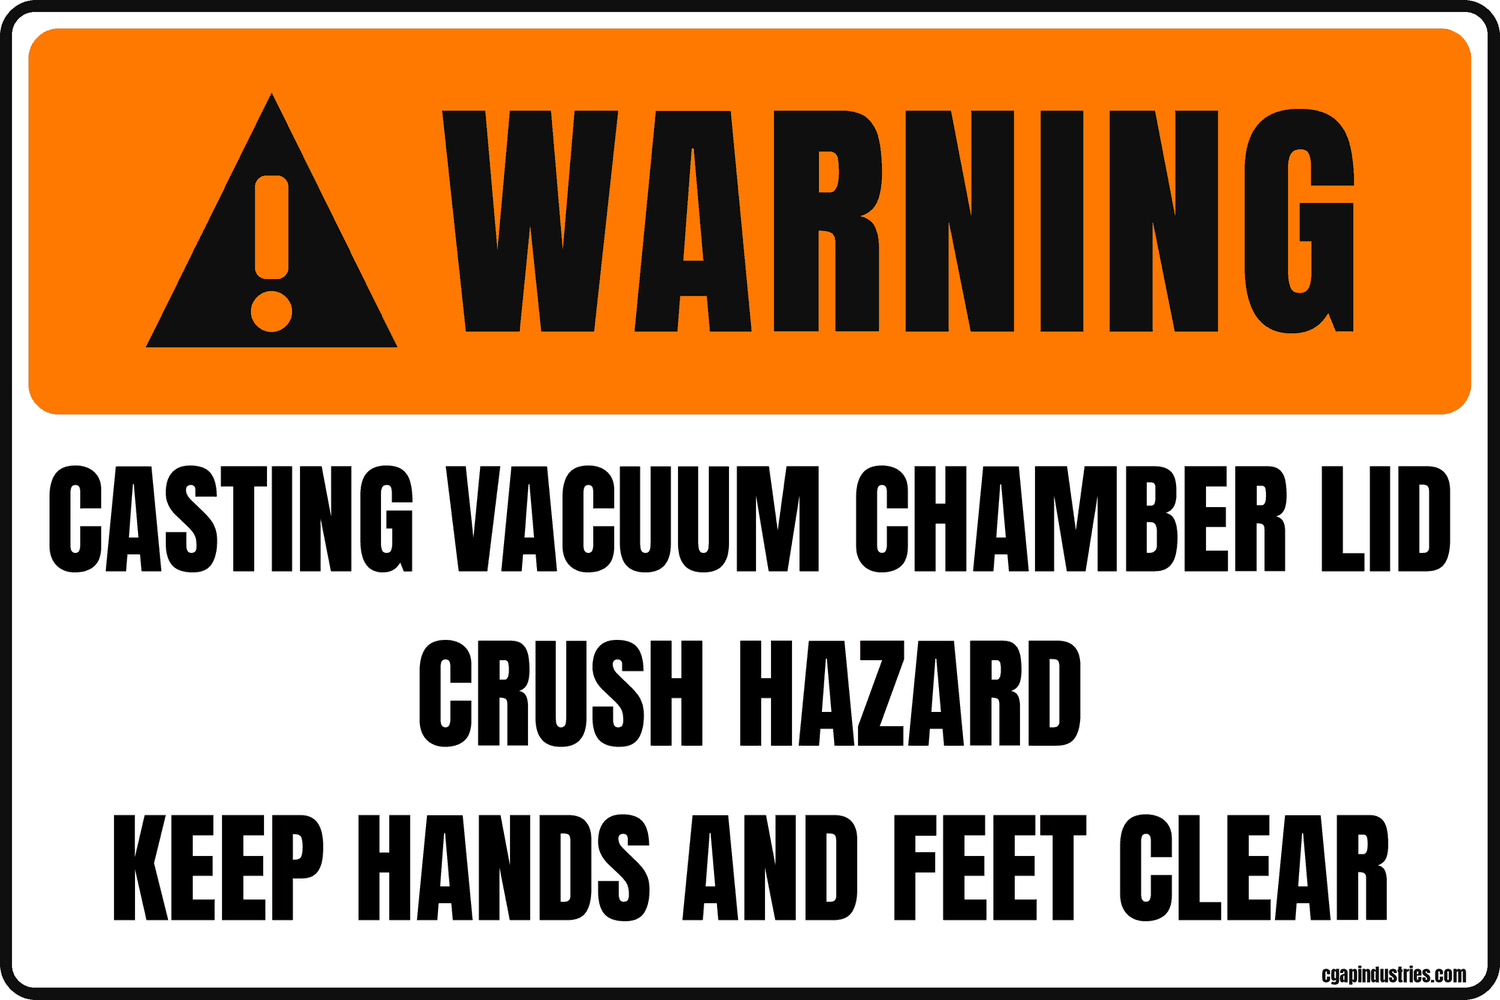 WARNING
CASTING VACUUM CHAMBER LID
CRUSH HAZARD
KEEP HANDS AND FEET CLEAR
cgapindustries.com